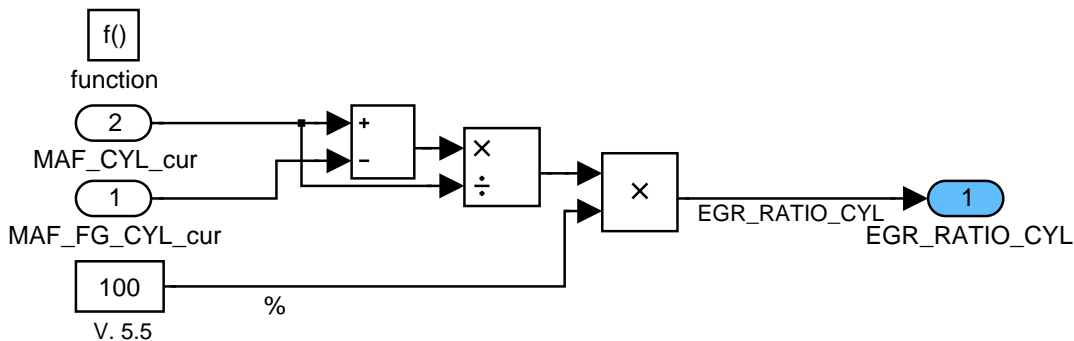 f()
function
2
MAF_CYL_cur
1
MAF_FG_CYL_cur
100
V. 5.5
%
+
−
×
÷
×
EGR_RATIO_CYL
1
EGR_RATIO_CYL